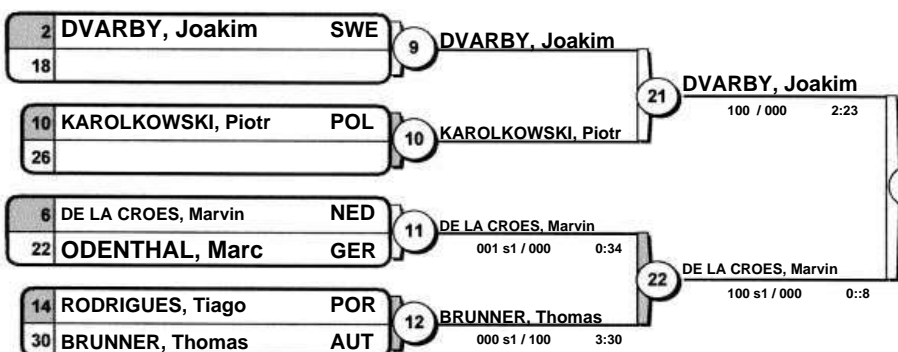 2 DVARBY, Joakim SWE
18
9
DVARBY, Joakim
10 KAROLKOWSKI, Piotr POL
26
10
KAROLKOWSKI, Piotr
21
DVARBY, Joakim
100 / 000 2:23
6 DE LA CROES, Marvin NED
22 ODENTHAL, Marc GER
11
DE LA CROES, Marvin
001 s1 / 000 0:34
14 RODRIGUES, Tiago POR
30 BRUNNER, Thomas AUT
12
BRUNNER, Thomas
000 s1 / 100 3:30
22
DE LA CROES, Marvin
100 s1 / 000 0::8